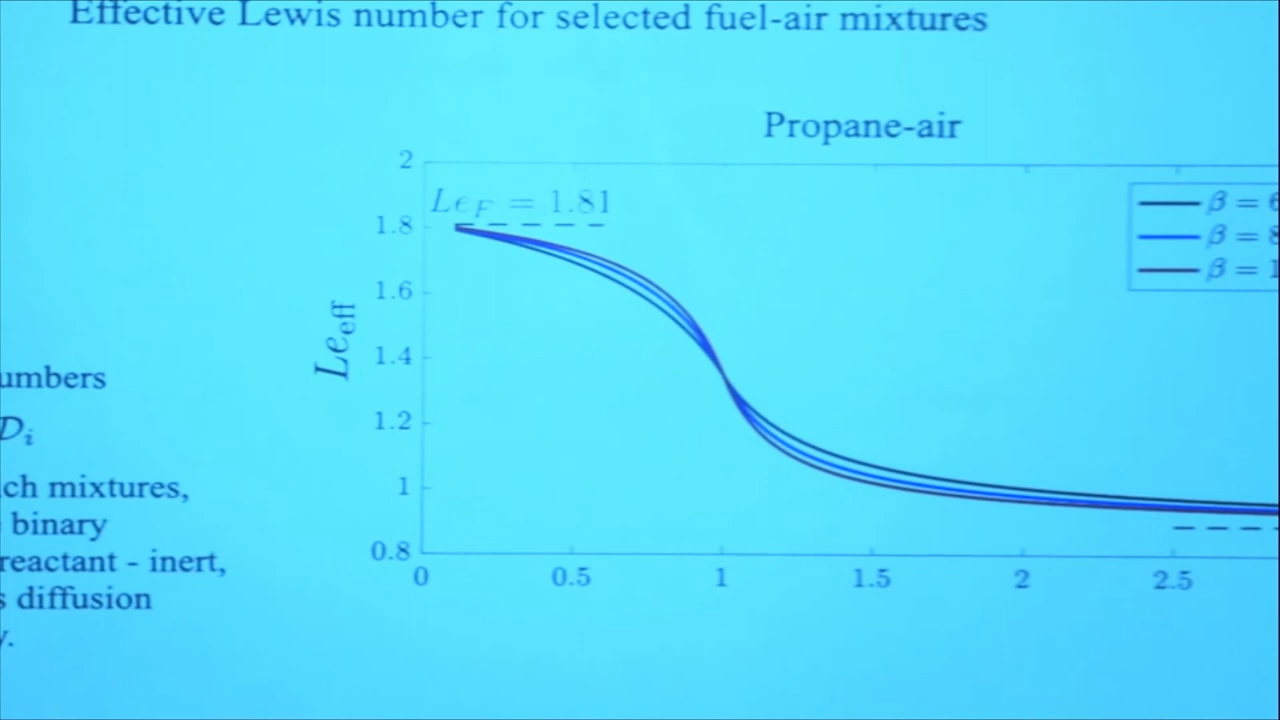 Effective Lewis number for selected fuel-air mixtures
Propane-air
2
Le_F = 1.81
1.8
1.6
1.4
1.2
1
0.8
Le_eff
0 0.5 1 1.5 2 2.5
β =
β =
β =
umbers
D_i
ch mixtures,
binary
reactant - inert,
s diffusion
y.